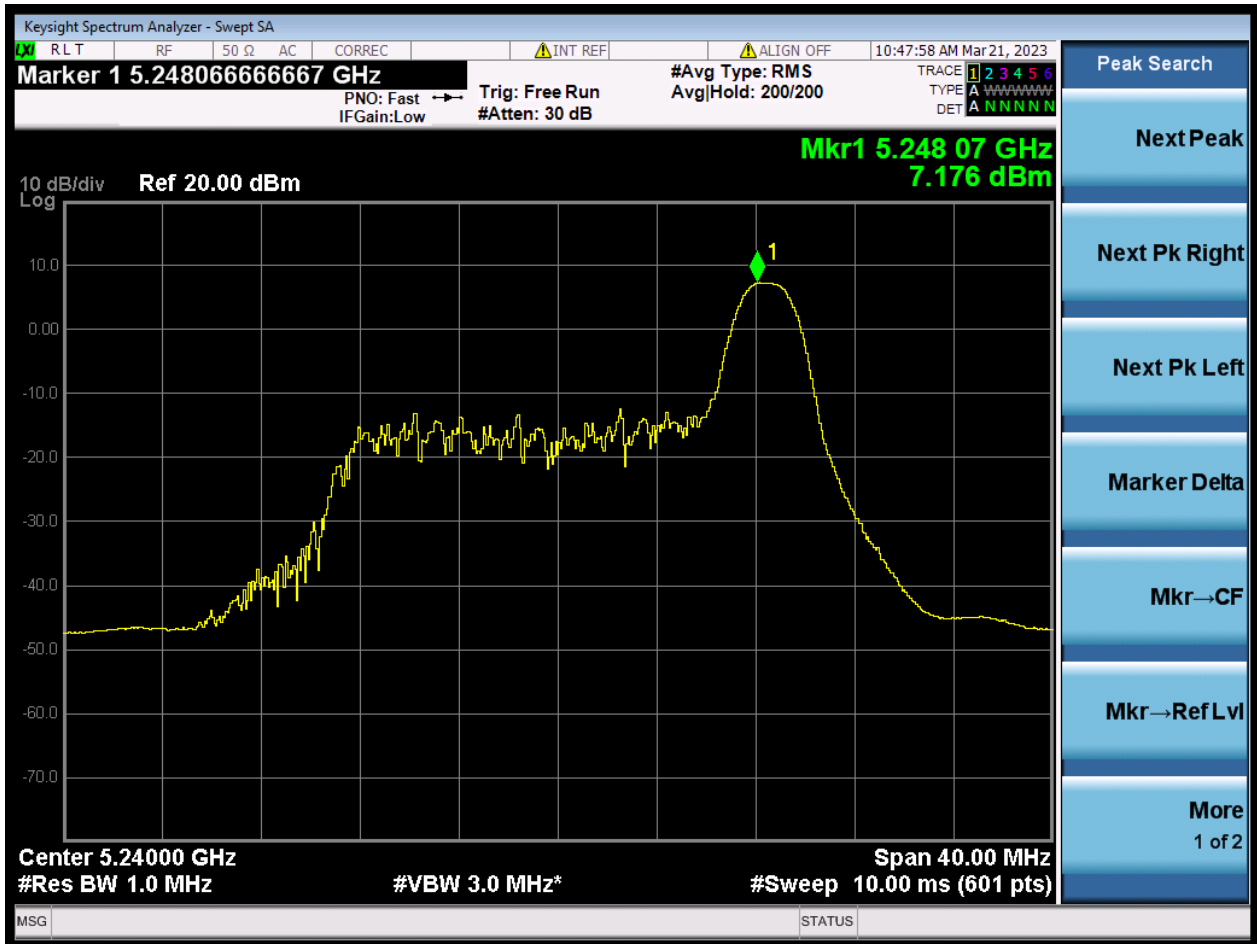 Keysight Spectrum Analyzer - Swept SA
LXI RLT RF 50 Ω AC CORREC INT REF ALIGN OFF 10:47:58 AM Mar 21, 2023
Marker 1 5.248066666667 GHz
PNO: Fast
IFGain:Low
Trig: Free Run
#Atten: 30 dB
#Avg Type: RMS
Avg|Hold: 200/200
TRACE 1 2 3 4 5 6
TYPE A WWWWW
DET A N N N N N
Mkr1 5.248 07 GHz
7.176 dBm
10 dB/div Ref 20.00 dBm
Log
1
10.0
0.00
-10.0
-20.0
-30.0
-40.0
-50.0
-60.0
-70.0
Center 5.24000 GHz Span 40.00 MHz
#Res BW 1.0 MHz #VBW 3.0 MHz* #Sweep 10.00 ms (601 pts)
MSG STATUS
Peak Search
Next Peak
Next Pk Right
Next Pk Left
Marker Delta
Mkr→CF
Mkr→Ref Lvl
More
1 of 2